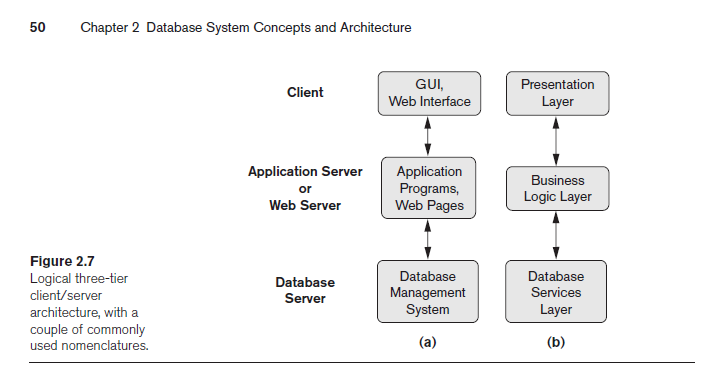 50 Chapter 2 Database System Concepts and Architecture
Client
GUI,
Web Interface
Presentation
Layer
Application Server
or
Web Server
Application
Programs,
Web Pages
Business
Logic Layer
Database
Server
Database
Management
System
Database
Services
Layer
(a)
(b)
Figure 2.7
Logical three-tier
client/server
architecture, with a
couple of commonly
used nomenclatures.